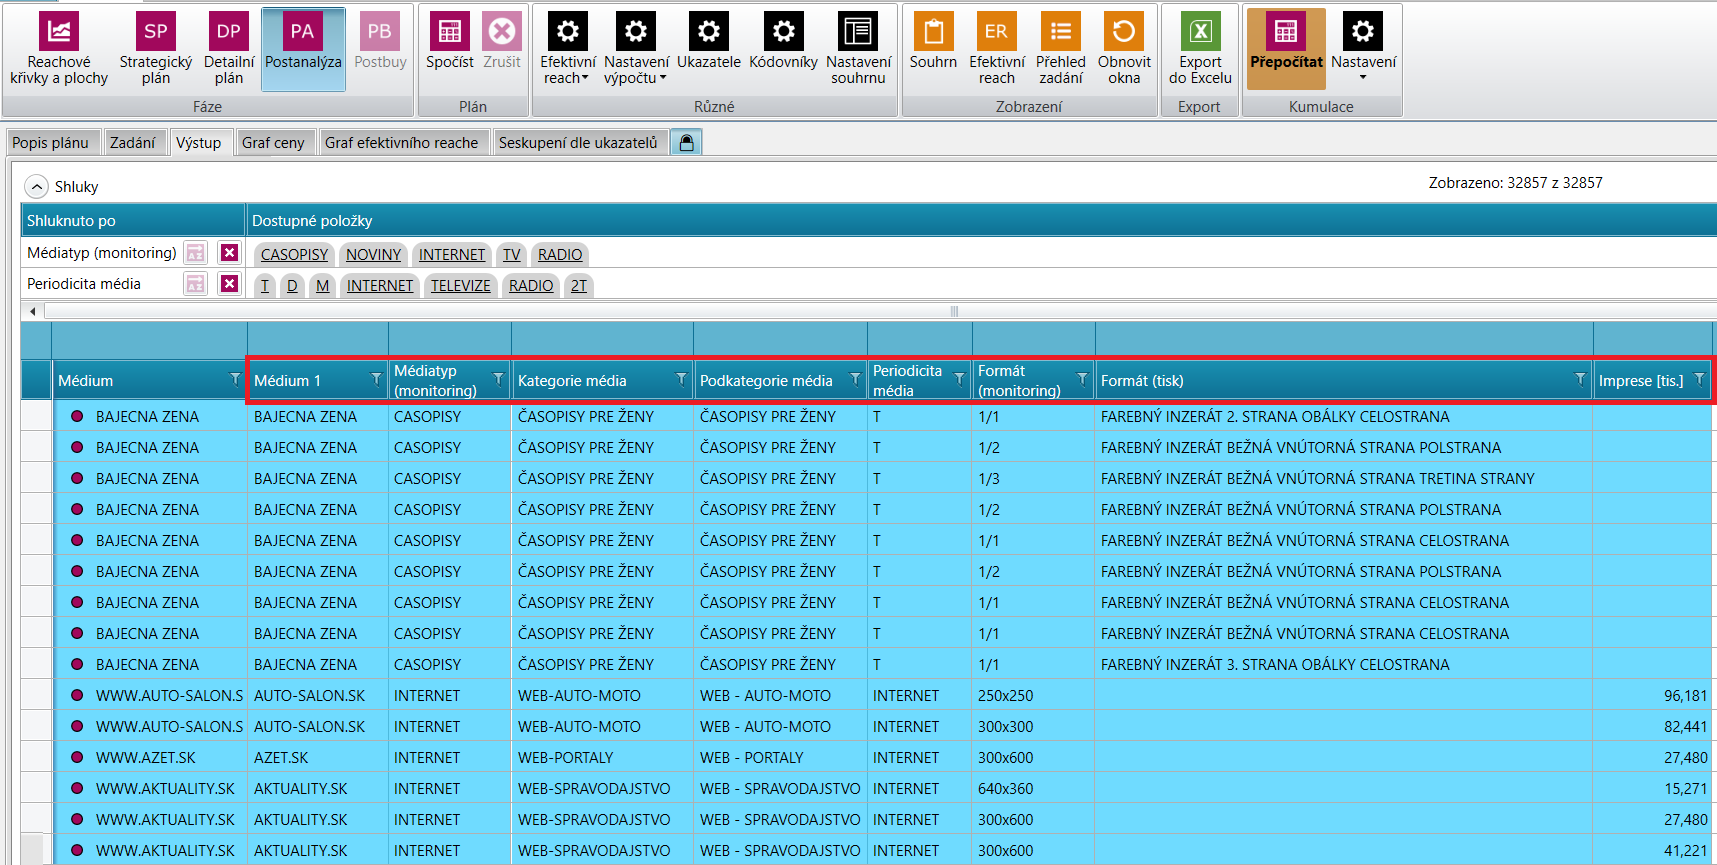 SP DP PA PB ER
Reachové křivky a plochy
Strategický plán
Detailní plán
Postanalýza
Postbuy
Spočíst
Zrušit
Efektivní reach
Nastavení výpočtu
Ukazatele
Kódovníky
Nastavení souhrnu
Souhrn
Efektivní reach
Přehled zadání
Obnovit okna
Export do Excelu
Přepočítat
Nastavení
Fáze Plán Různé Zobrazení Export Kumulace
Popis plánu Zadání Výstup Graf ceny Graf efektivního reache Seskupení dle ukazatelů
Shluky Zobrazeno: 32857 z 32857
Shluknuto po Dostupné položky
Médiatyp (monitoring) CASOPISY NOVINY INTERNET TV RADIO
Periodicita média T D M INTERNET TELEVIZE RADIO 2T
Médium Médium 1 Médiatyp (monitoring) Kategorie média Podkategorie média Periodicita média Formát (monitoring) Formát (tisk) Imprese [tis.]
BAJECNA ZENA BAJECNA ZENA CASOPISY ČASOPISY PRE ŽENY ČASOPISY PRE ŽENY T 1/1 FAREBNÝ INZERÁT 2. STRANA OBÁLKY CELOSTRANA
BAJECNA ZENA BAJECNA ZENA CASOPISY ČASOPISY PRE ŽENY ČASOPISY PRE ŽENY T 1/2 FAREBNÝ INZERÁT BEŽNÁ VNÚTORNÁ STRANA POLSTRANA
BAJECNA ZENA BAJECNA ZENA CASOPISY ČASOPISY PRE ŽENY ČASOPISY PRE ŽENY T 1/3 FAREBNÝ INZERÁT BEŽNÁ VNÚTORNÁ STRANA TRETINA STRANY
BAJECNA ZENA BAJECNA ZENA CASOPISY ČASOPISY PRE ŽENY ČASOPISY PRE ŽENY T 1/2 FAREBNÝ INZERÁT BEŽNÁ VNÚTORNÁ STRANA POLSTRANA
BAJECNA ZENA BAJECNA ZENA CASOPISY ČASOPISY PRE ŽENY ČASOPISY PRE ŽENY T 1/1 FAREBNÝ INZERÁT BEŽNÁ VNÚTORNÁ STRANA CELOSTRANA
BAJECNA ZENA BAJECNA ZENA CASOPISY ČASOPISY PRE ŽENY ČASOPISY PRE ŽENY T 1/2 FAREBNÝ INZERÁT BEŽNÁ VNÚTORNÁ STRANA POLSTRANA
BAJECNA ZENA BAJECNA ZENA CASOPISY ČASOPISY PRE ŽENY ČASOPISY PRE ŽENY T 1/1 FAREBNÝ INZERÁT BEŽNÁ VNÚTORNÁ STRANA CELOSTRANA
BAJECNA ZENA BAJECNA ZENA CASOPISY ČASOPISY PRE ŽENY ČASOPISY PRE ŽENY T 1/1 FAREBNÝ INZERÁT BEŽNÁ VNÚTORNÁ STRANA CELOSTRANA
BAJECNA ZENA BAJECNA ZENA CASOPISY ČASOPISY PRE ŽENY ČASOPISY PRE ŽENY T 1/1 FAREBNÝ INZERÁT 3. STRANA OBÁLKY CELOSTRANA
WWW.AUTO-SALON.S AUTO-SALON.SK INTERNET WEB-AUTO-MOTO WEB - AUTO-MOTO INTERNET 250x250 96,181
WWW.AUTO-SALON.S AUTO-SALON.SK INTERNET WEB-AUTO-MOTO WEB - AUTO-MOTO INTERNET 300x300 82,441
WWW.AZET.SK AZET.SK INTERNET WEB-PORTALY WEB - PORTALY INTERNET 300x600 27,480
WWW.AKTUALITY.SK AKTUALITY.SK INTERNET WEB-SPRAVODAJSTVO WEB - SPRAVODAJSTVO INTERNET 640x360 15,271
WWW.AKTUALITY.SK AKTUALITY.SK INTERNET WEB-SPRAVODAJSTVO WEB - SPRAVODAJSTVO INTERNET 300x600 27,480
WWW.AKTUALITY.SK AKTUALITY.SK INTERNET WEB-SPRAVODAJSTVO WEB - SPRAVODAJSTVO INTERNET 300x600 41,221